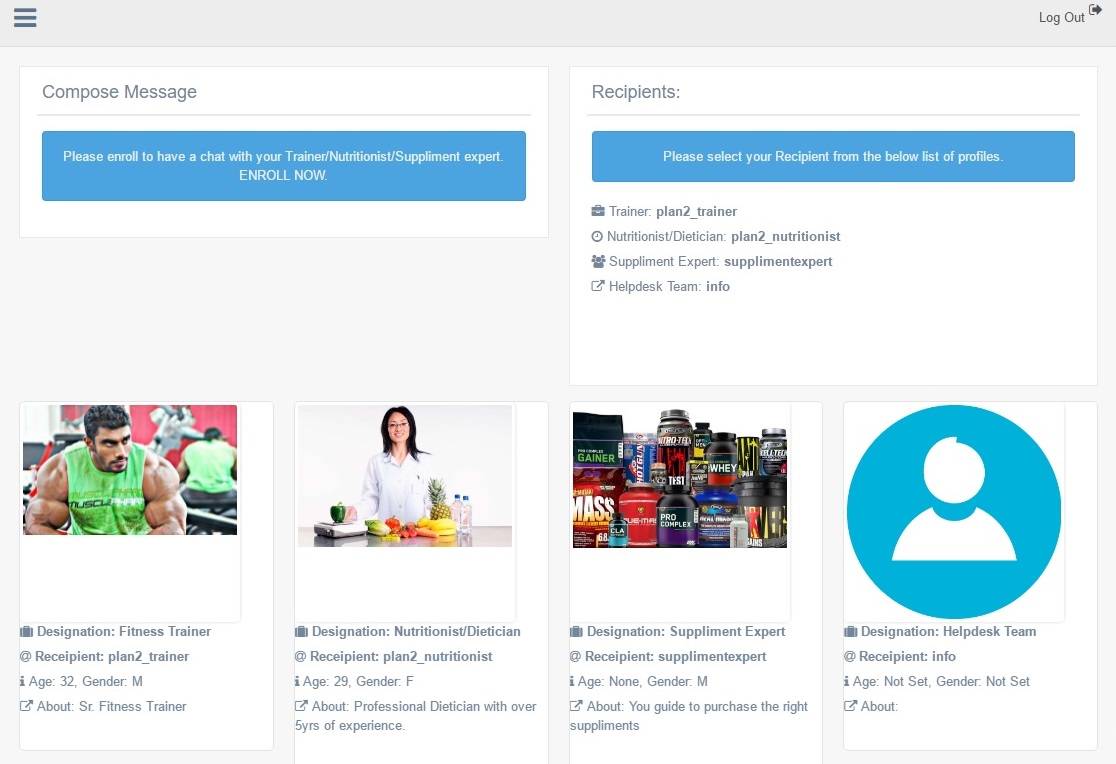 Log Out
Compose Message
Please enroll to have a chat with your Trainer/Nutritionist/Suppliment expert.
ENROLL NOW.
Recipients:
Please select your Recipient from the below list of profiles.
Trainer: plan2_trainer
Nutritionist/Dietician: plan2_nutritionist
Suppliment Expert: supplimentexpert
Helpdesk Team: info
MUSCLEPHARM
PRO COMPLEX
GAINER
NITRO-TECH
HOTGUN
TEST
WHEY
CELL-TECH
MASS
CLA
PRO
COMPLEX
Designation: Fitness Trainer
@ Receipient: plan2_trainer
Age: 32, Gender: M
About: Sr. Fitness Trainer
Designation: Nutritionist/Dietician
@ Receipient: plan2_nutritionist
Age: 29, Gender: F
About: Professional Dietician with over
5yrs of experience.
Designation: Suppliment Expert
@ Receipient: supplimentexpert
Age: None, Gender: M
About: You guide to purchase the right
suppliments
Designation: Helpdesk Team
@ Receipient: info
Age: Not Set, Gender: Not Set
About: